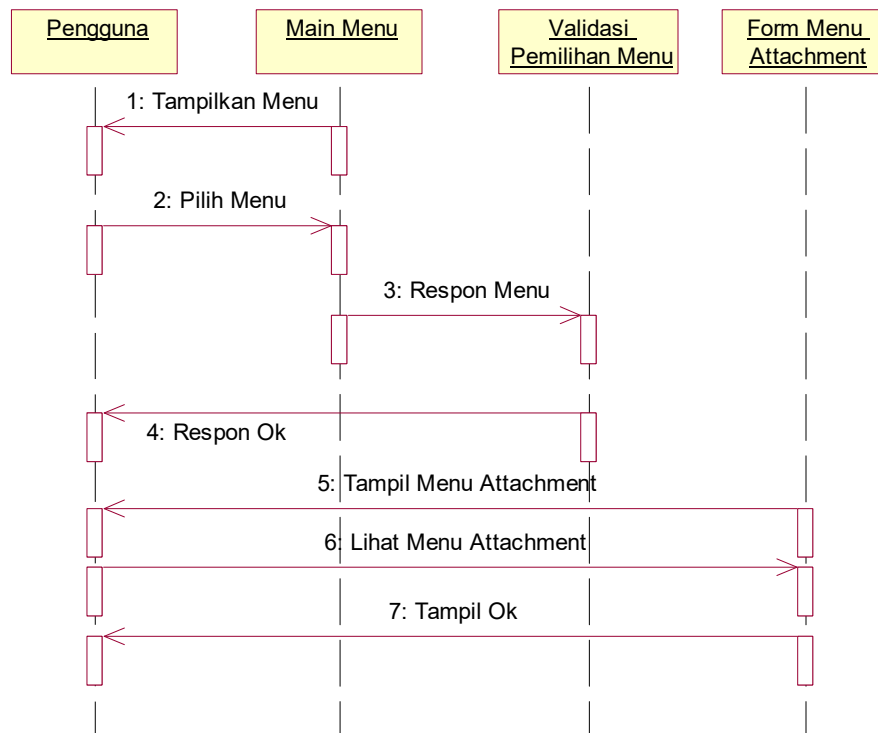 Pengguna
Main Menu
Validasi
Pemilihan Menu
Form Menu
Attachment
1: Tampilkan Menu
2: Pilih Menu
3: Respon Menu
4: Respon Ok
5: Tampil Menu Attachment
6: Lihat Menu Attachment
7: Tampil Ok